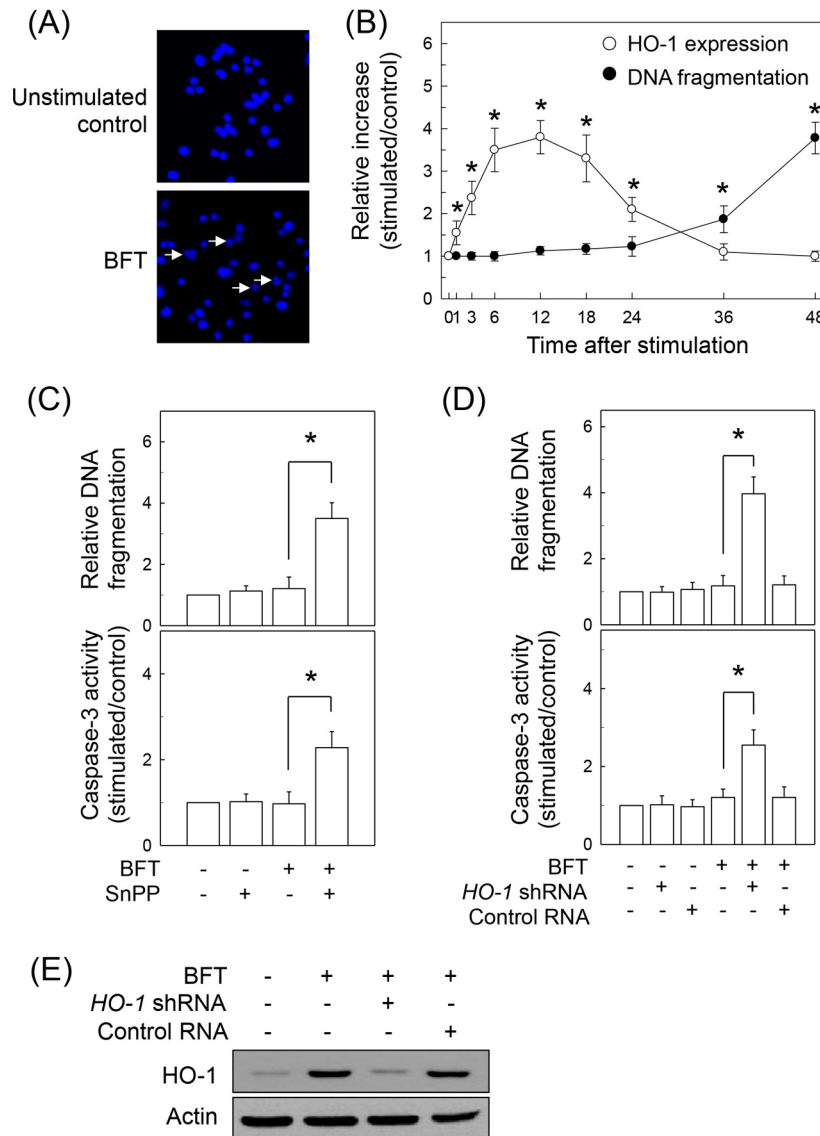 (A)
Unstimulated
control
BFT
(B)
Relative increase
(stimulated/control)
6
5
4
3
2
1
0
HO-1 expression
DNA fragmentation
* * * * * * * *
01 3 6 12 18 24 36 48
Time after stimulation
(C)
Relative DNA
fragmentation
6
4
2
0
*
Caspase-3 activity
(stimulated/control)
4
2
0
*
BFT - - + +
SnPP - + - +
(D)
Relative DNA
fragmentation
6
4
2
0
*
Caspase-3 activity
(stimulated/control)
4
2
0
*
BFT - - - + + +
HO-1 shRNA - + - - + -
Control RNA - - + - - +
(E)
BFT - + + +
HO-1 shRNA - - + -
Control RNA - - - +
HO-1
Actin